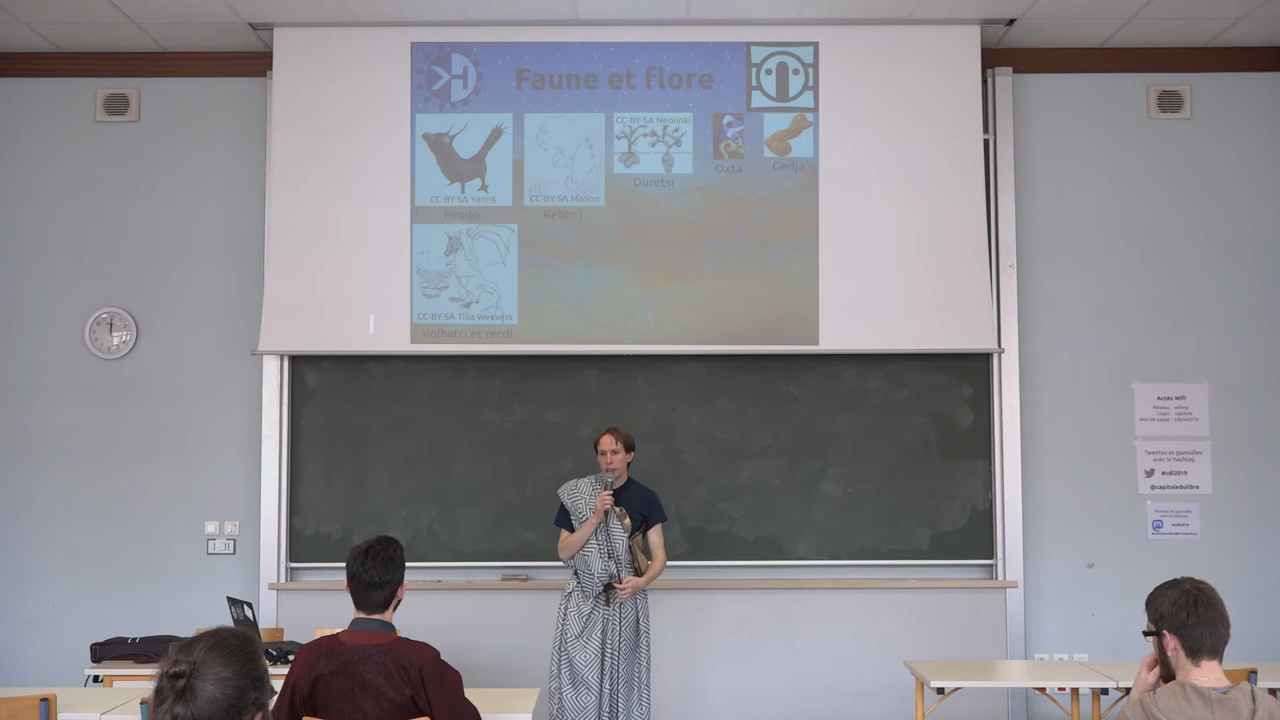 Faune et flore
CC-BY-SA YannK
Pendo
CC-BY-SA Manon
Rebto'i
CC-BY-SA Neolinki
Duretsi
Oxta
Gedja
CC-BY-SA Tilia Weevers
Volbatci et recdi
Accès Wifi
Tweetez et gazouillez
avec le hashtag
#cdl2019
@capitoledulibre